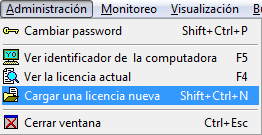 Administración Monitoreo Visualización
Cambiar password Shift+Ctrl+P
Ver identificador de la computadora F5
Ver la licencia actual F4
Cargar una licencia nueva Shift+Ctrl+N
Cerrar ventana Ctrl+Esc